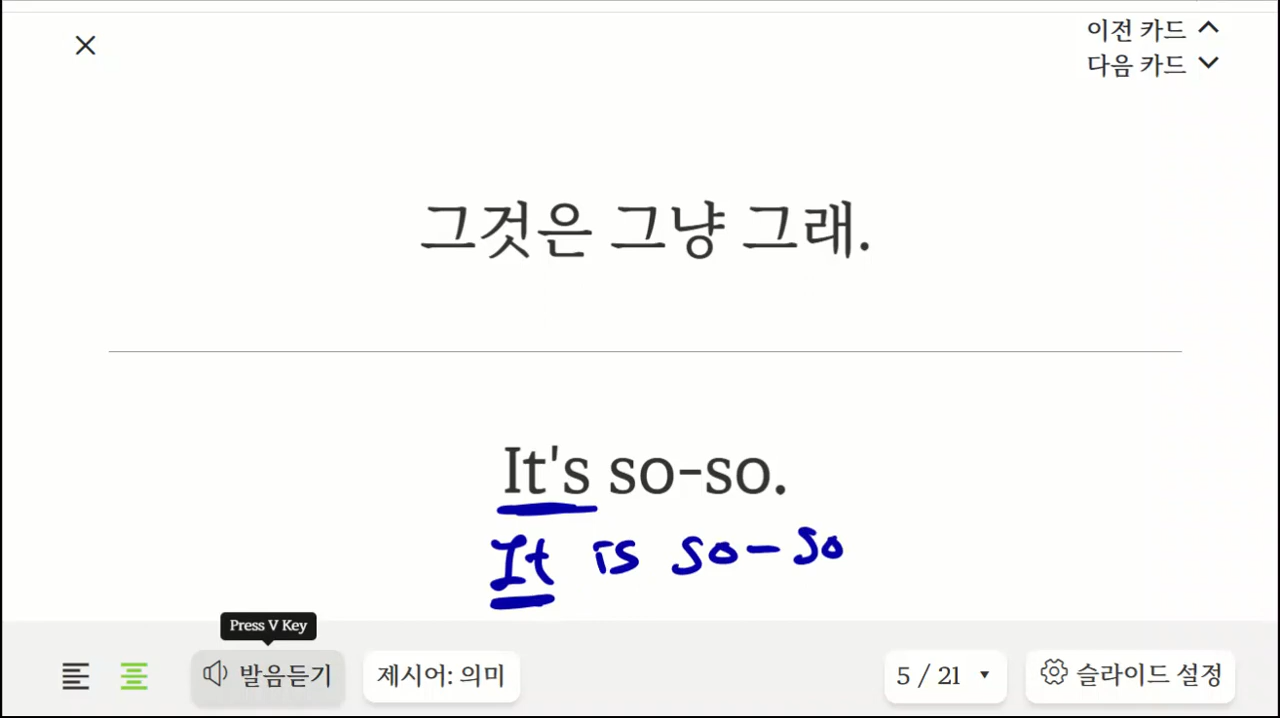 이전 카드
다음 카드
그것은 그냥 그래.
It's so-so.
It is so-so
Press V Key
발음듣기
제시어: 의미
5 / 21
슬라이드 설정